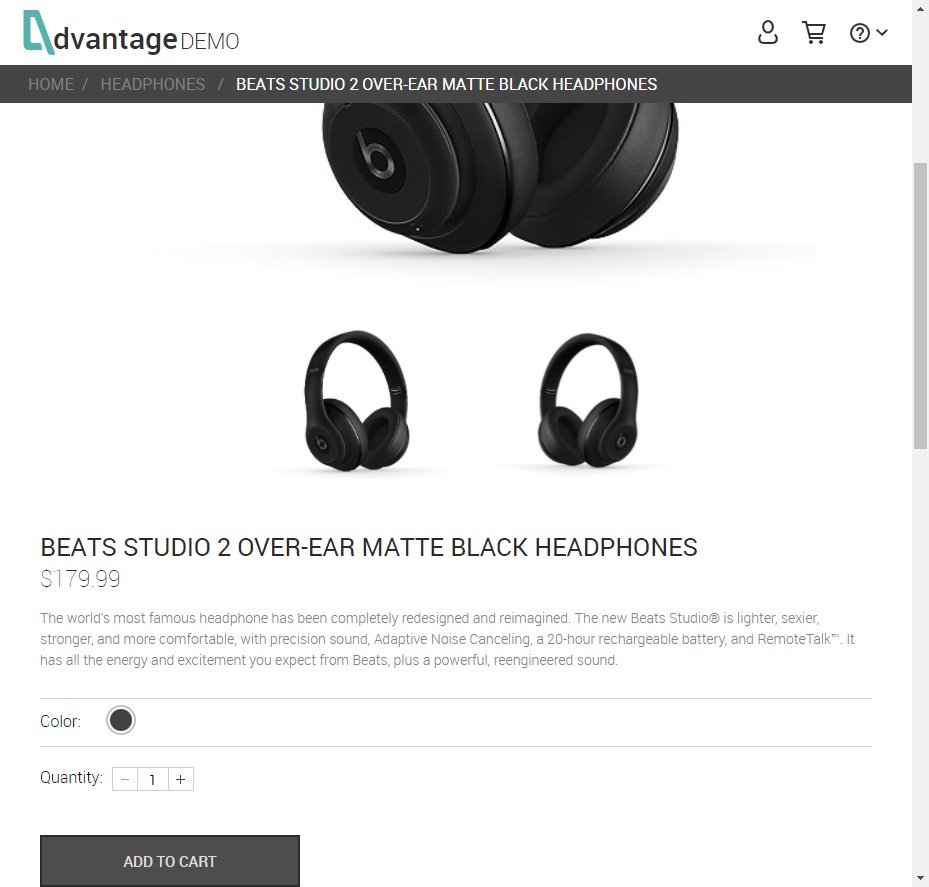 dvantage DEMO
HOME / HEADPHONES / BEATS STUDIO 2 OVER-EAR MATTE BLACK HEADPHONES
BEATS STUDIO 2 OVER-EAR MATTE BLACK HEADPHONES
$179.99
The world's most famous headphone has been completely redesigned and reimagined. The new Beats Studio® is lighter, sexier,
stronger, and more comfortable, with precision sound, Adaptive Noise Canceling, a 20-hour rechargeable battery, and RemoteTalk™. It
has all the energy and excitement you expect from Beats, plus a powerful, reengineered sound.
Color:
Quantity: − 1 +
ADD TO CART